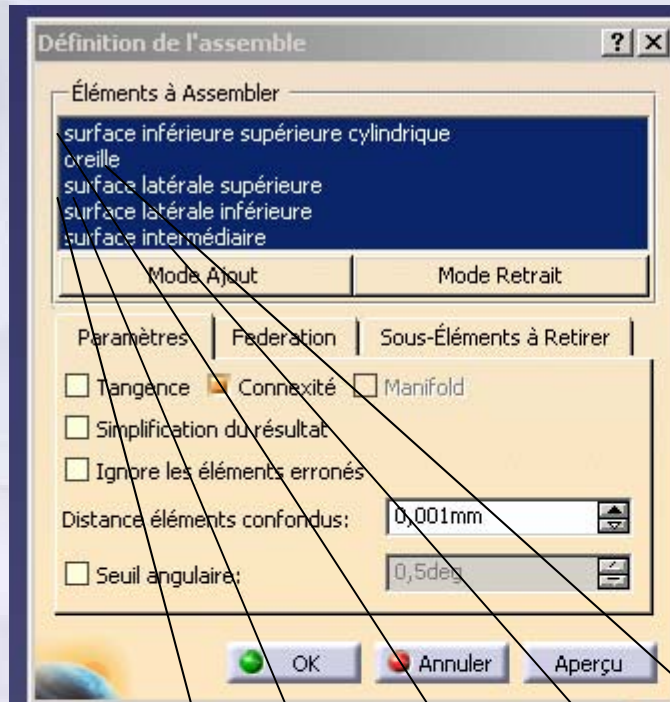 Définition de l'assemble
Éléments à Assembler
surface inférieure supérieure cylindrique
oreille
surface latérale supérieure
surface latérale inférieure
surface intermédiaire
Mode Ajout Mode Retrait
Paramètres Federation Sous-Éléments à Retirer
Tangence Connexité Manifold
Simplification du résultat
Ignore les éléments erronés
Distance éléments confondus: 0,001mm
Seuil angulaire: 0,5deg
OK Annuler Aperçu